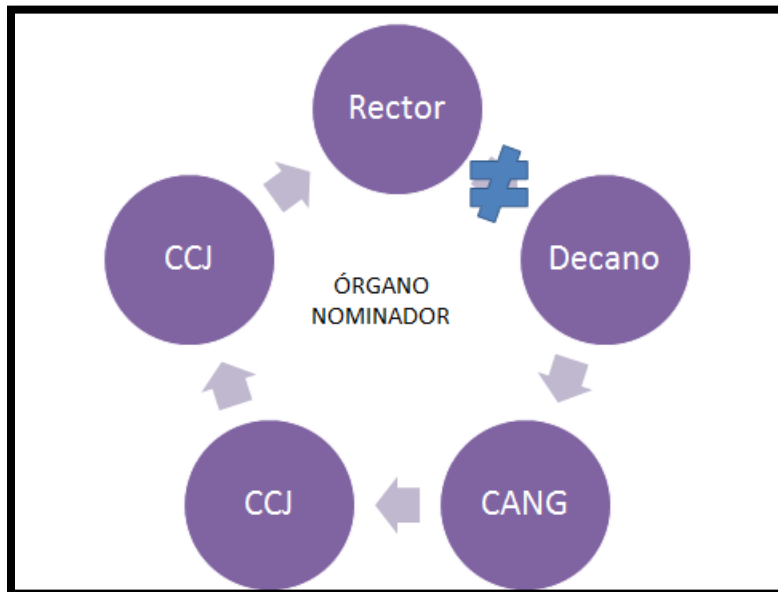 Rector
CCJ
Decano
ÓRGANO
NOMINADOR
CCJ
CANG